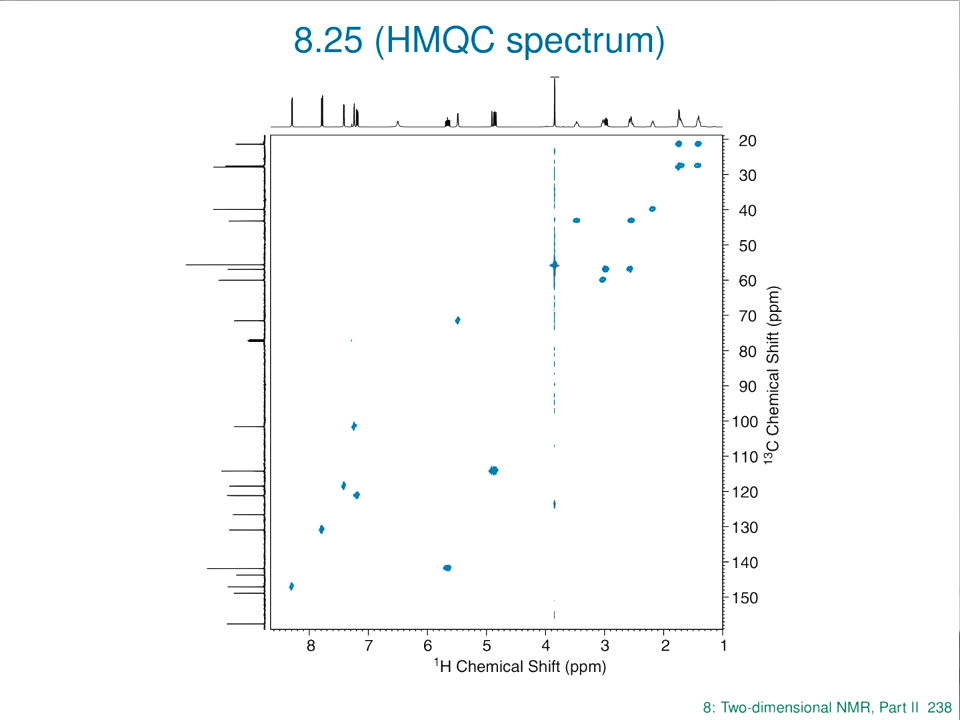 8.25 (HMQC spectrum)
20
30
40
50
60
70
80
90
100
110
120
130
140
150
13C Chemical Shift (ppm)
8 7 6 5 4 3 2 1
1H Chemical Shift (ppm)
8: Two-dimensional NMR, Part II 238